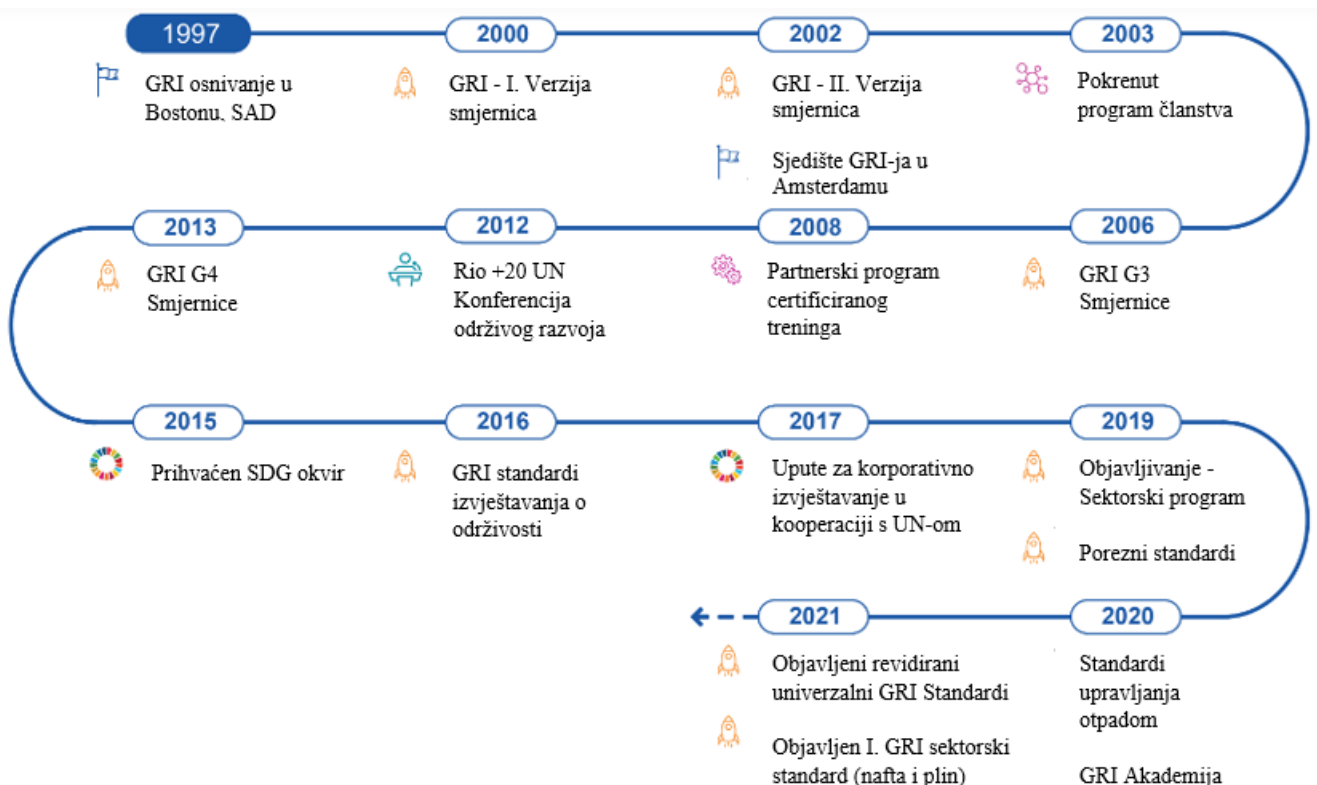 1997
GRI osnivanje u
Bostonu, SAD
2000
GRI - I. Verzija
smjernica
2002
GRI - II. Verzija
smjernica
Sjedište GRI-ja u
Amsterdamu
2003
Pokrenut
program članstva
2013
GRI G4
Smjernice
2012
Rio +20 UN
Konferencija
održivog razvoja
2008
Partnerski program
certificiranog
treninga
2006
GRI G3
Smjernice
2015
Prihvaćen SDG okvir
2016
GRI standardi
izvještavanja o
održivosti
2017
Upute za korporativno
izvještavanje u
kooperaciji s UN-om
2019
Objavljivanje -
Sektorski program
Porezni standardi
2021
Objavljeni revidirani
univerzalni GRI Standardi
Objavljen I. GRI sektorski
standard (nafta i plin)
2020
Standardi
upravljanja
otpadom
GRI Akademija